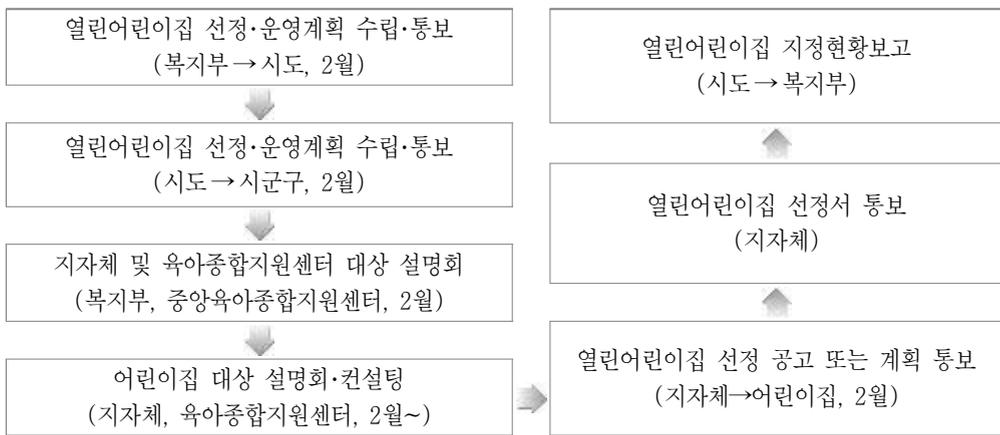 열린어린이집 선정·운영계획 수립·통보
(복지부→시도, 2월)
열린어린이집 선정·운영계획 수립·통보
(시도→시군구, 2월)
지자체 및 육아종합지원센터 대상 설명회
(복지부, 중앙육아종합지원센터, 2월)
어린이집 대상 설명회·컨설팅
(지자체, 육아종합지원센터, 2월~)
열린어린이집 선정 공고 또는 계획 통보
(지자체→어린이집, 2월)
열린어린이집 선정서 통보
(지자체)
열린어린이집 지정현황보고
(시도→복지부)